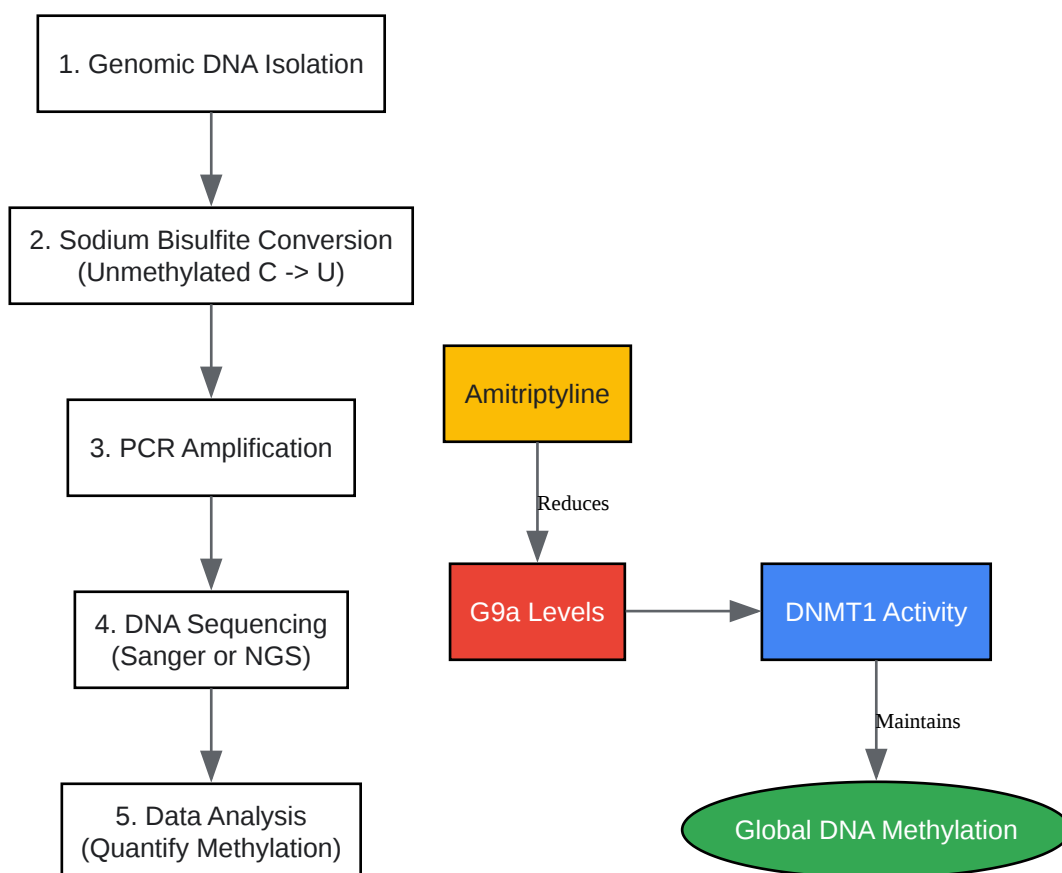 1. Genomic DNA Isolation
2. Sodium Bisulfite Conversion
(Unmethylated C -> U)
3. PCR Amplification
4. DNA Sequencing
(Sanger or NGS)
5. Data Analysis
(Quantify Methylation)
Amitriptyline
Reduces
G9a Levels
DNMT1 Activity
Maintains
Global DNA Methylation